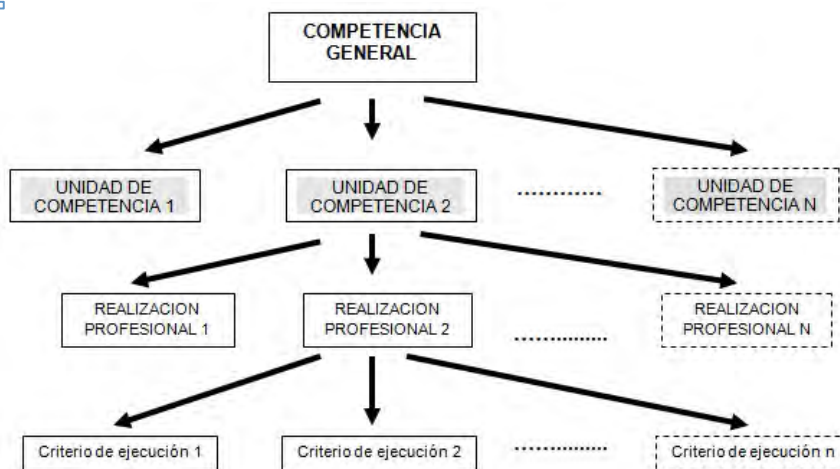 COMPETENCIA
GENERAL
UNIDAD DE
COMPETENCIA 1
UNIDAD DE
COMPETENCIA 2
UNIDAD DE
COMPETENCIA N
REALIZACION
PROFESIONAL 1
REALIZACION
PROFESIONAL 2
REALIZACION
PROFESIONAL N
Criterio de ejecución 1
Criterio de ejecución 2
Criterio de ejecución n